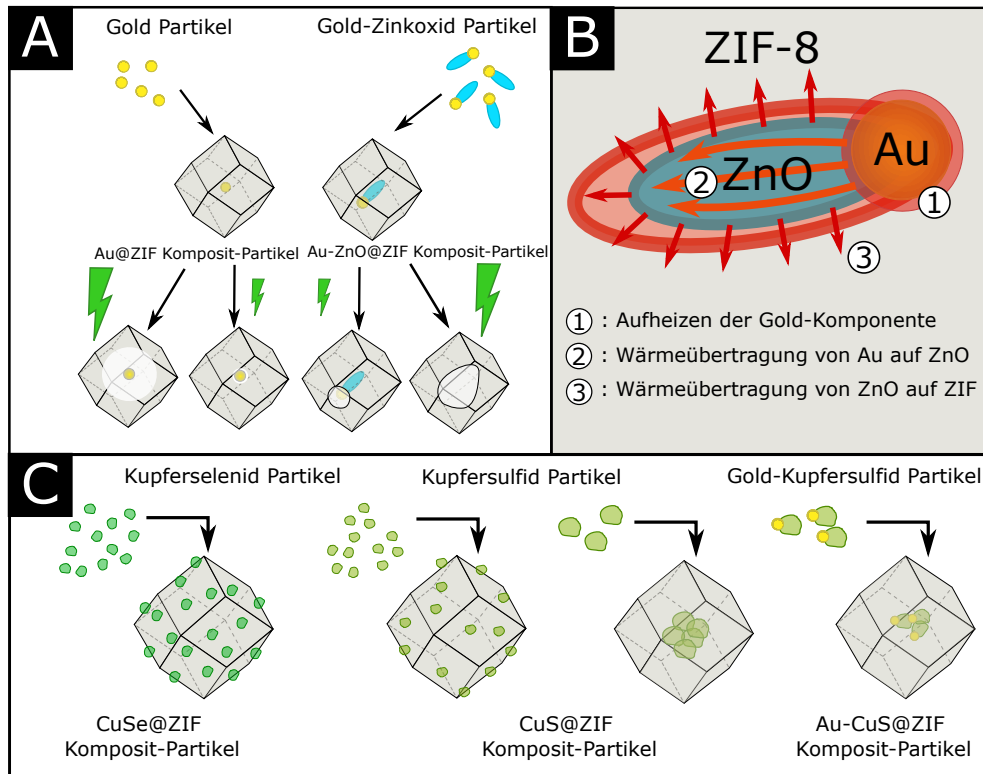 A
Gold Partikel
Gold-Zinkoxid Partikel
Au@ZIF Komposit-Partikel
Au-ZnO@ZIF Komposit-Partikel
B
ZIF-8
Au
ZnO
2
1
3
1 : Aufheizen der Gold-Komponente
2 : Wärmeübertragung von Au auf ZnO
3 : Wärmeübertragung von ZnO auf ZIF
C
Kupferselenid Partikel
Kupfersulfid Partikel
Gold-Kupfersulfid Partikel
CuSe@ZIF
Komposit-Partikel
CuS@ZIF
Komposit-Partikel
Au-CuS@ZIF
Komposit-Partikel